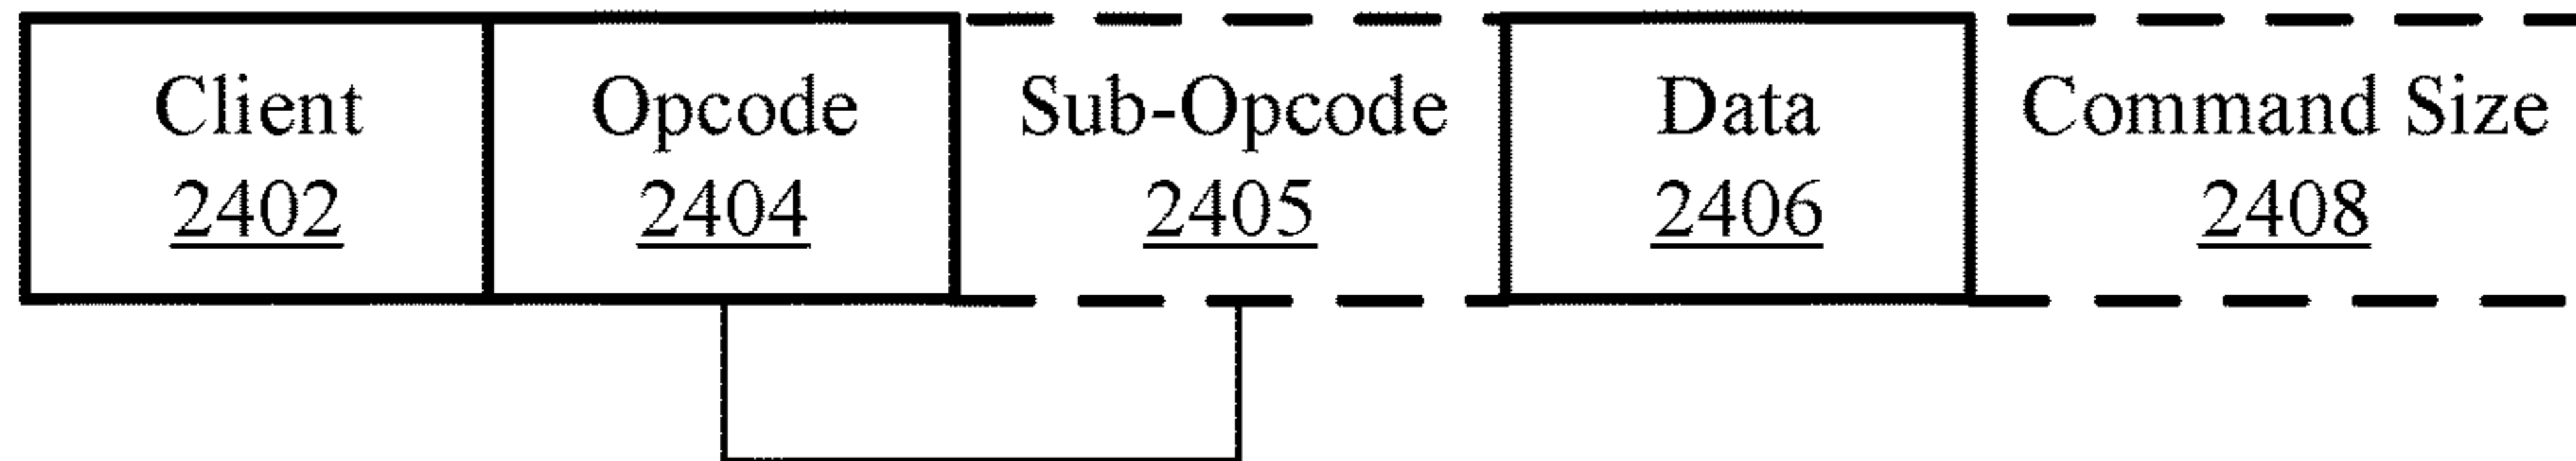 Client Opcode Sub-Opcode Data Command Size
2402 2404 2405 2406 2408